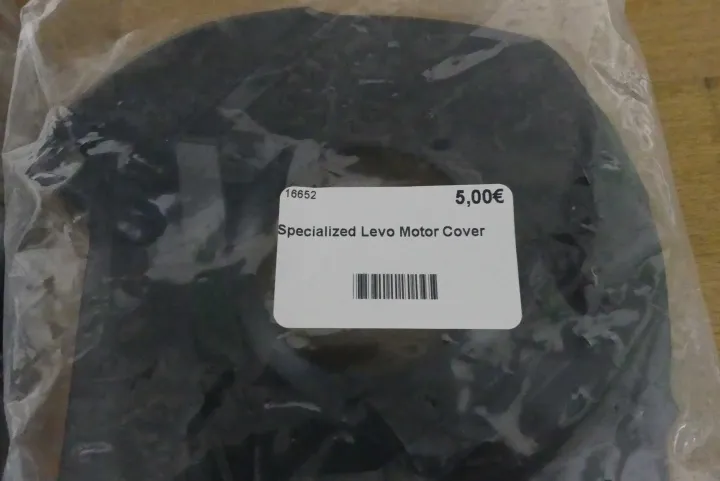 16652
5,00€
Specialized Levo Motor Cover